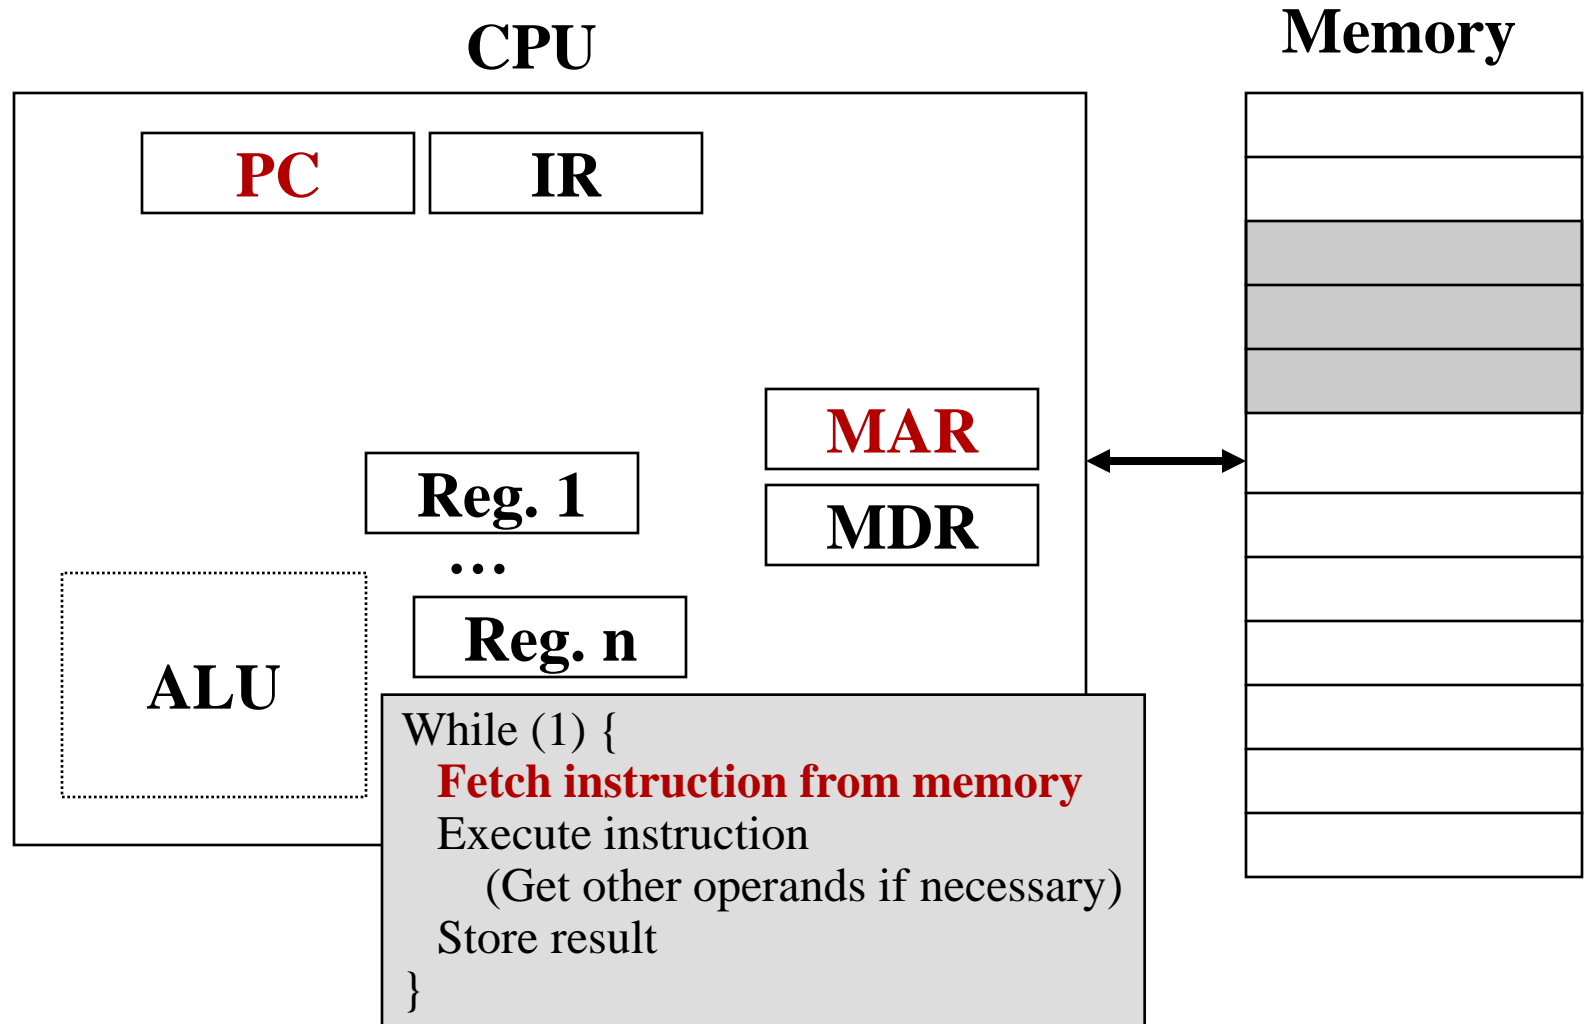 CPU
Memory
PC
IR
MAR
Reg. 1
MDR
...
Reg. n
ALU
While (1) {
Fetch instruction from memory
Execute instruction
(Get other operands if necessary)
Store result
}